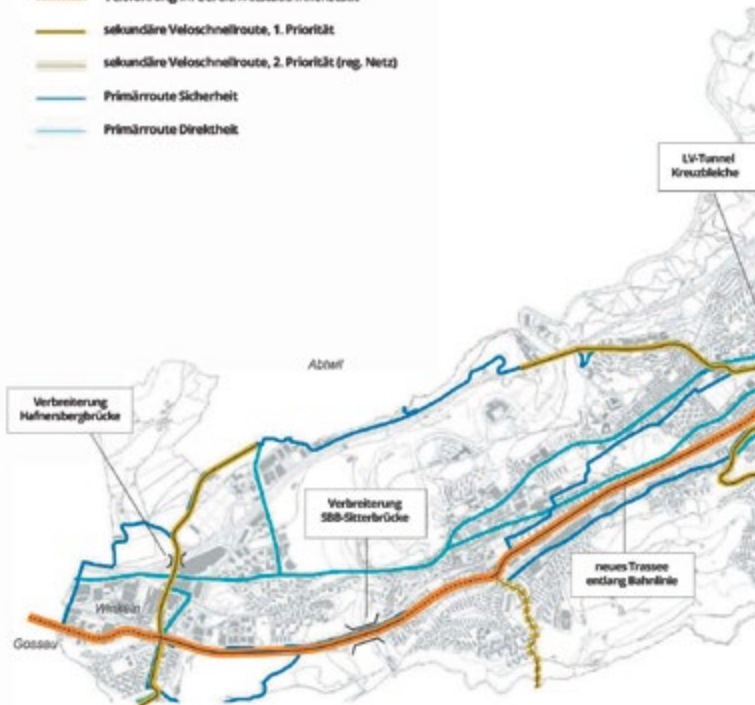 sekundäre Veloschnellroute, 1. Priorität
sekundäre Veloschnellroute, 2. Priorität (reg. Netz)
Primärroute Sicherheit
Primärroute Direktheit
LV-Tunnel
Kreuzbleiche
Abtwil
Verbreiterung
Hafnersbergbrücke
Verbreiterung
SBB-Sitterbrücke
neues Trassee
entlang Bahnlinie
Winkeln
Gossau